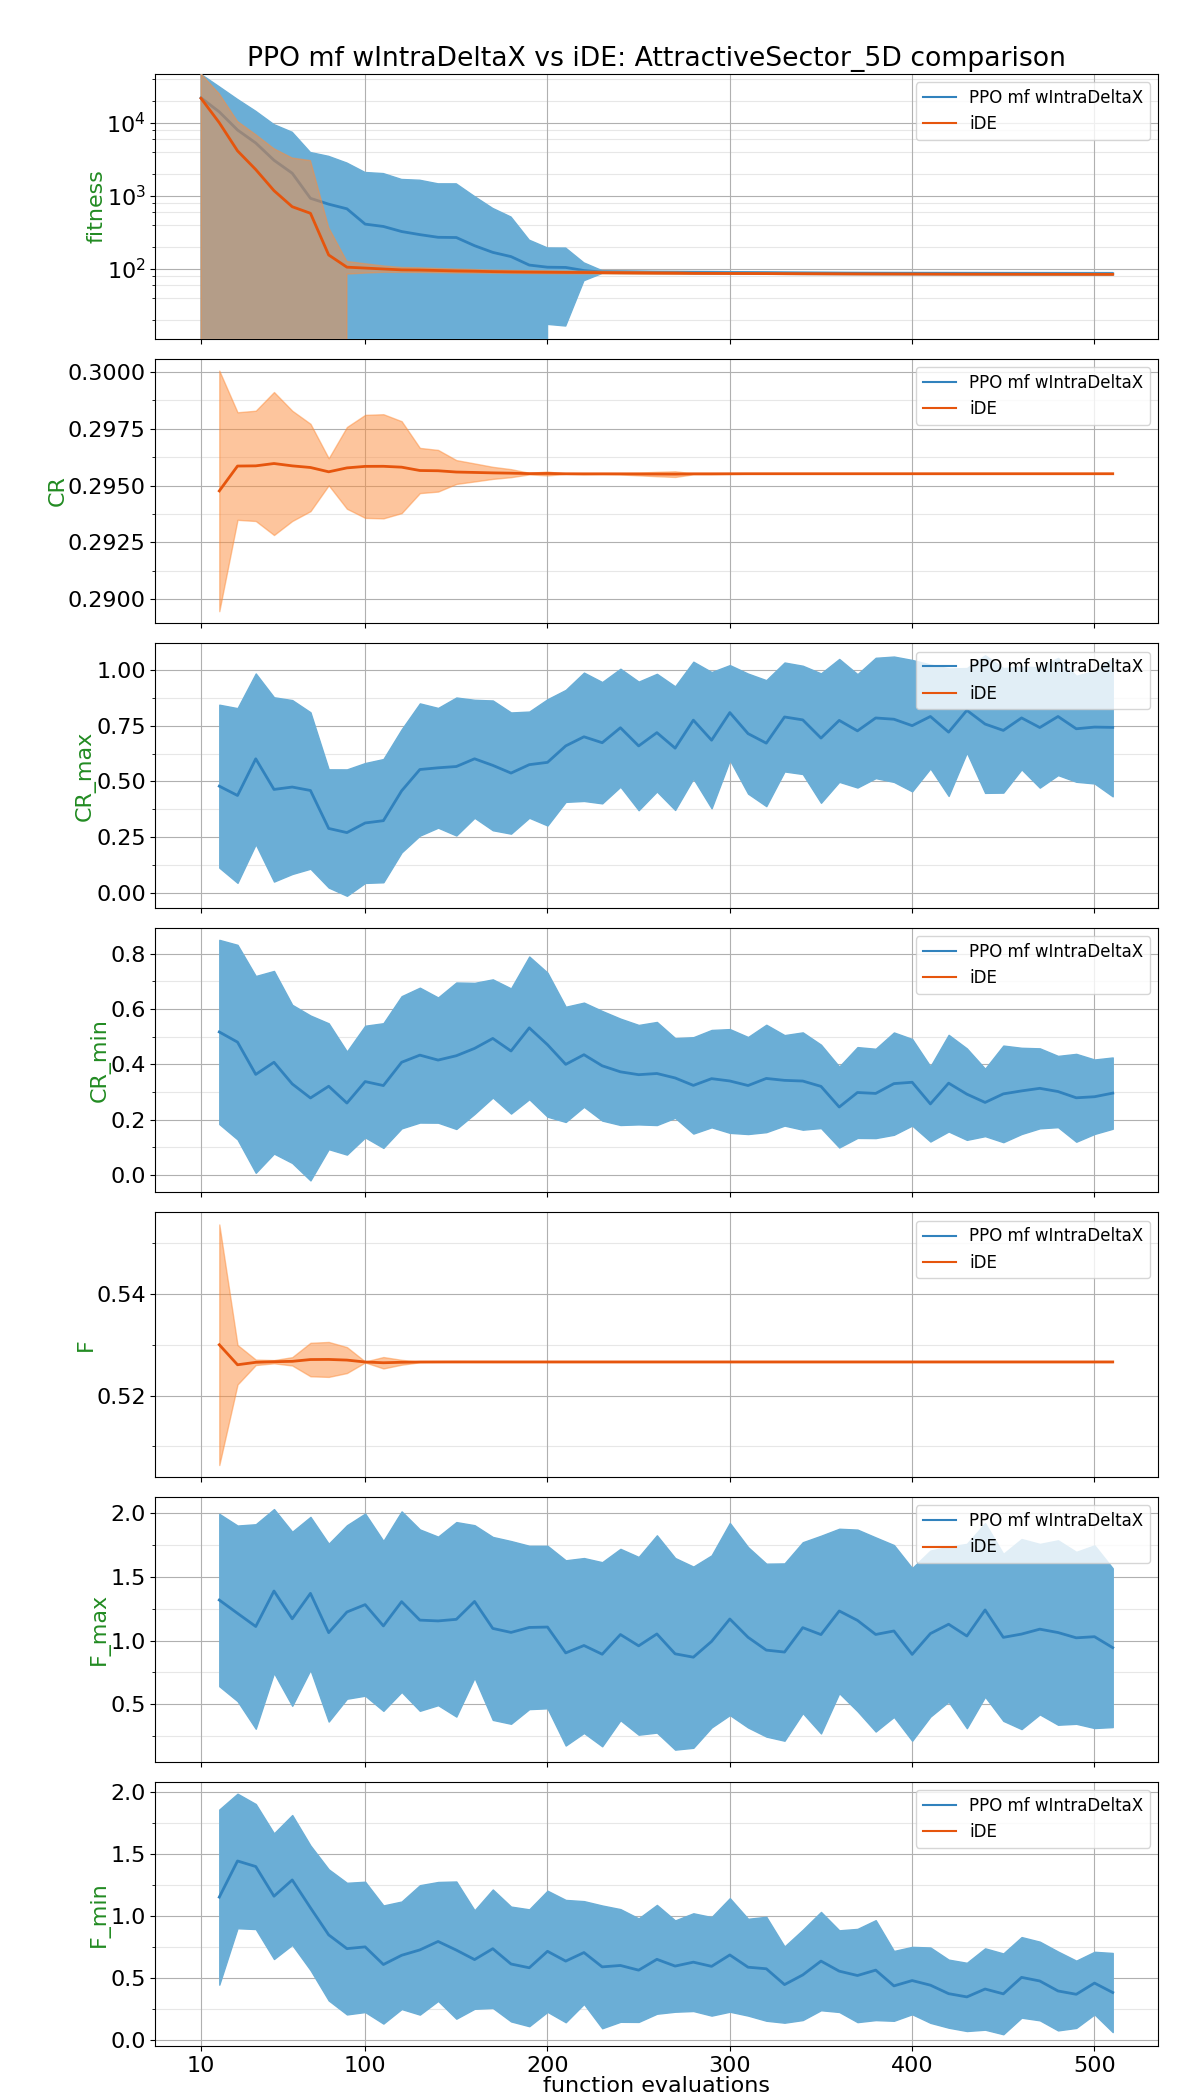 PPO mf wIntraDeltaX vs iDE: AttractiveSector_5D comparison
fitness
10^4
10^3
10^2
PPO mf wIntraDeltaX
iDE
CR
0.3000
0.2975
0.2950
0.2925
0.2900
PPO mf wIntraDeltaX
iDE
CR_max
1.00
0.75
0.50
0.25
0.00
PPO mf wIntraDeltaX
iDE
CR_min
0.8
0.6
0.4
0.2
0.0
PPO mf wIntraDeltaX
iDE
F
0.54
0.52
PPO mf wIntraDeltaX
iDE
F_max
2.0
1.5
1.0
0.5
PPO mf wIntraDeltaX
iDE
F_min
2.0
1.5
1.0
0.5
0.0
PPO mf wIntraDeltaX
iDE
10 100 200 300 400 500
function evaluations